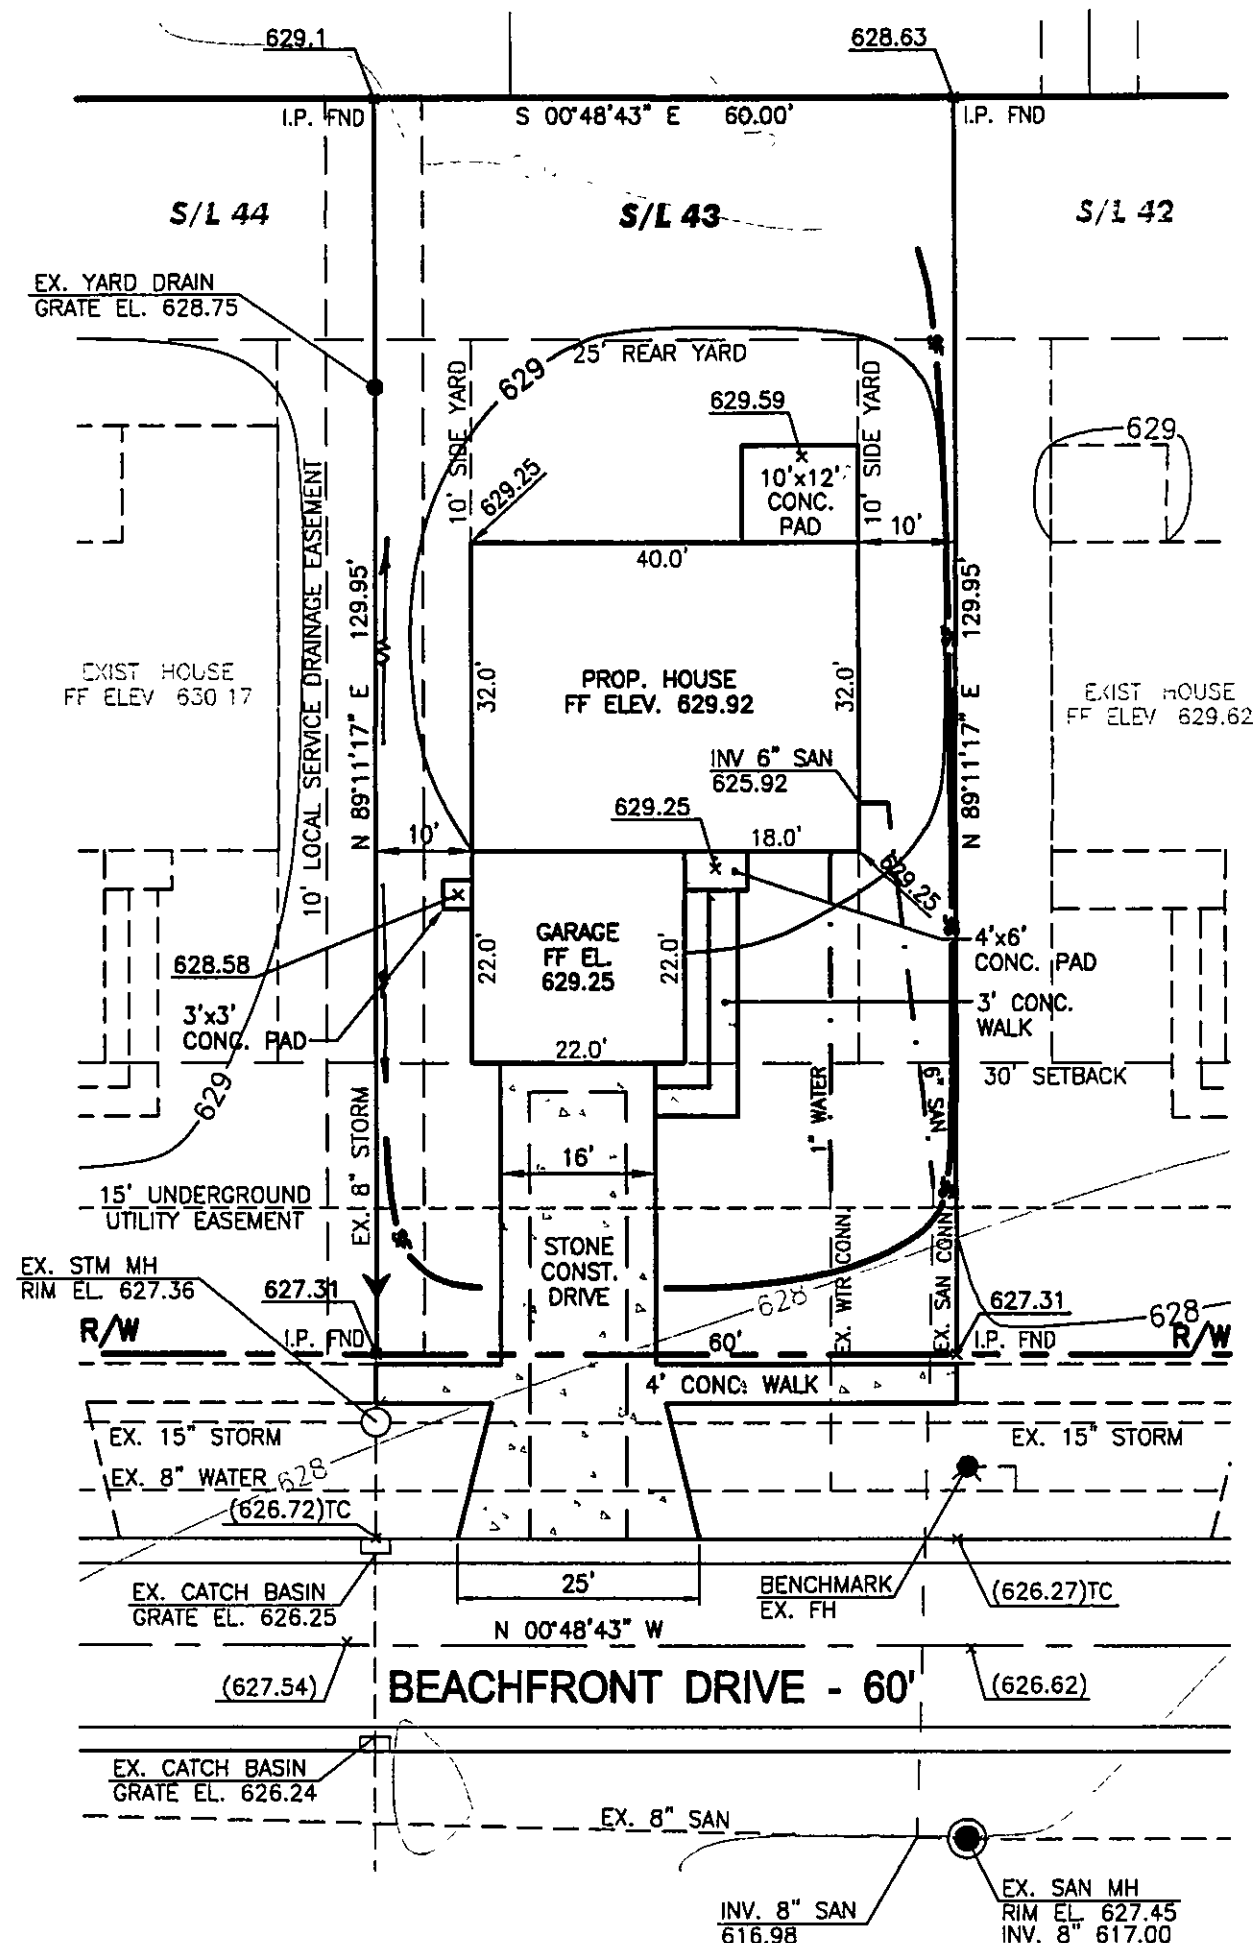 629.1
628.63
I.P. FND
S 00°48'43" E 60.00'
I.P. FND
S/L 44
S/L 43
S/L 42
EX. YARD DRAIN
GRATE EL. 628.75
25' REAR YARD
629
10' SIDE YARD
10' SIDE YARD
629.59
629
629.25
10'x12'
CONC.
PAD
10'
40.0'
10' LOCAL SERVICE DRAINAGE EASEMENT
N 89°11'17" E 129.95'
N 89°11'17" E 129.95'
EXIST HOUSE
FF ELEV 630.17
32.0'
PROP. HOUSE
FF ELEV. 629.92
32.0'
EXIST HOUSE
FF ELEV 629.62
INV 6" SAN
625.92
629.25
10'
18.0'
629.25
GARAGE
FF EL.
629.25
22.0'
22.0'
4'x6'
CONC. PAD
628.58
3'x3'
CONC. PAD
3' CONC.
WALK
22.0'
30' SETBACK
629
EX. 8" STORM
1" WATER
6" SAN.
16'
15' UNDERGROUND
UTILITY EASEMENT
STONE
CONST.
DRIVE
EX. WTR CONN.
EX. SAN CONN.
EX. STM MH
RIM EL. 627.36
627.31
628
627.31
628
R/W
I.P. FND
60'
I.P. FND
R/W
4' CONC. WALK
EX. 15" STORM
EX. 15" STORM
EX. 8" WATER
628
(626.72)TC
EX. CATCH BASIN
GRATE EL. 626.25
25'
BENCHMARK
EX. FH
(626.27)TC
N 00°48'43" W
(627.54)
BEACHFRONT DRIVE - 60'
(626.62)
EX. CATCH BASIN
GRATE EL. 626.24
EX. 8" SAN
INV. 8" SAN
616.98
EX. SAN MH
RIM EL. 627.45
INV. 8" 617.00